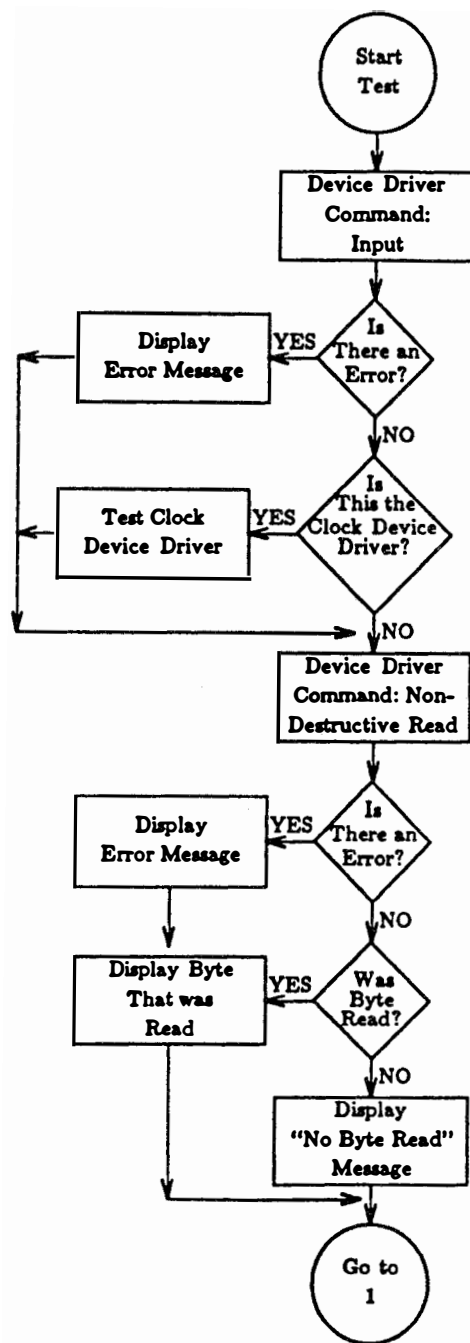 Start
Test
Device Driver
Command:
Input
Is
There an
Error?
YES
Display
Error Message
NO
Is
This the
Clock Device
Driver?
YES
Test Clock
Device Driver
NO
Device Driver
Command: Non-
Destructive Read
Is
There an
Error?
YES
Display
Error Message
NO
Was
Byte
Read?
YES
Display Byte
That was
Read
NO
Display
“No Byte Read”
Message
Go to
1